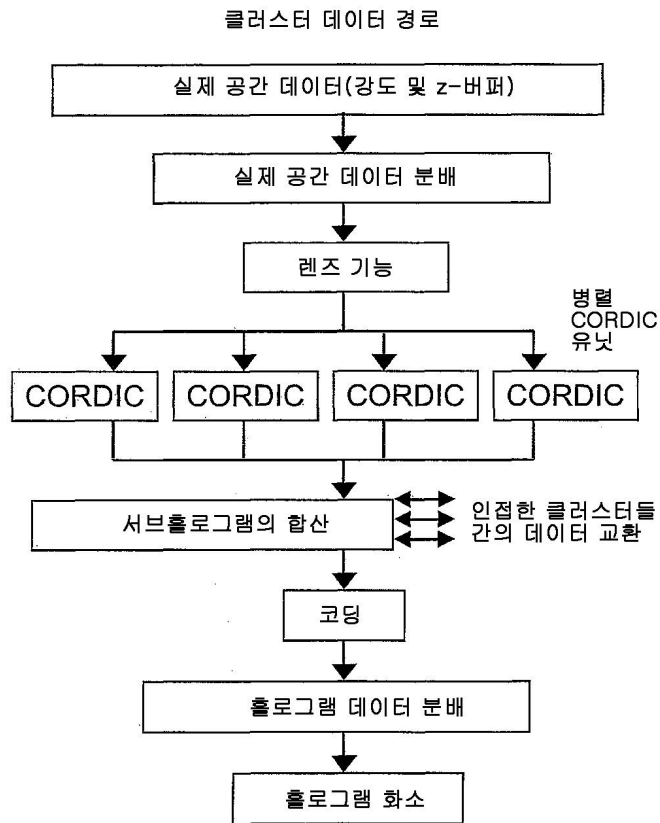 클러스터 데이터 경로
실제 공간 데이터(강도 및 z-버퍼)
실제 공간 데이터 분배
렌즈 기능
병렬
CORDIC
유닛
CORDIC CORDIC CORDIC CORDIC
서브홀로그램의 합산
인접한 클러스터들
간의 데이터 교환
코딩
홀로그램 데이터 분배
홀로그램 화소